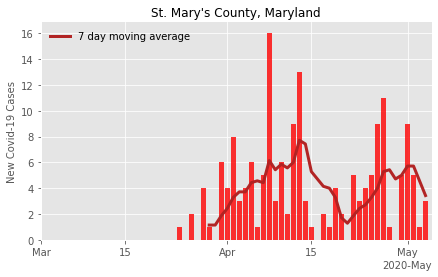 St. Mary's County, Maryland
7 day moving average
New Covid-19 Cases
16
14
12
10
8
6
4
2
0
Mar 15 Apr 15 May
2020-May